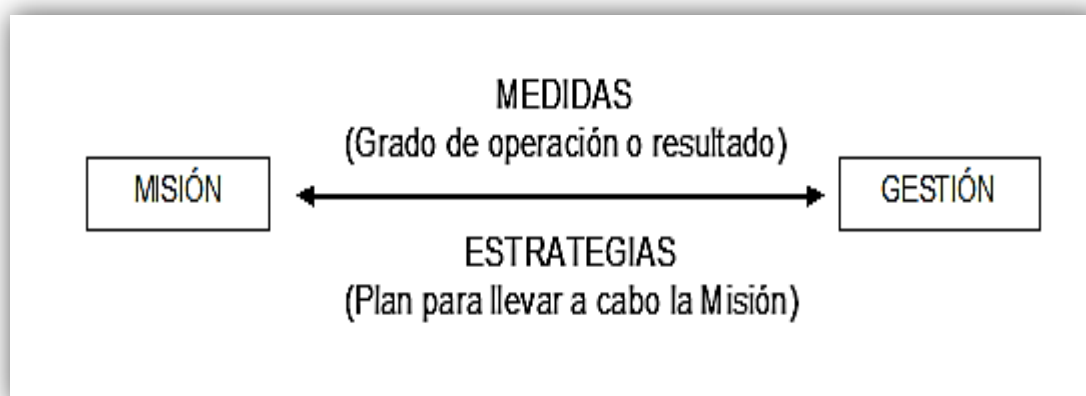 MEDIDAS
(Grado de operación o resultado)
MISIÓN
GESTIÓN
ESTRATEGIAS
(Plan para llevar a cabo la Misión)